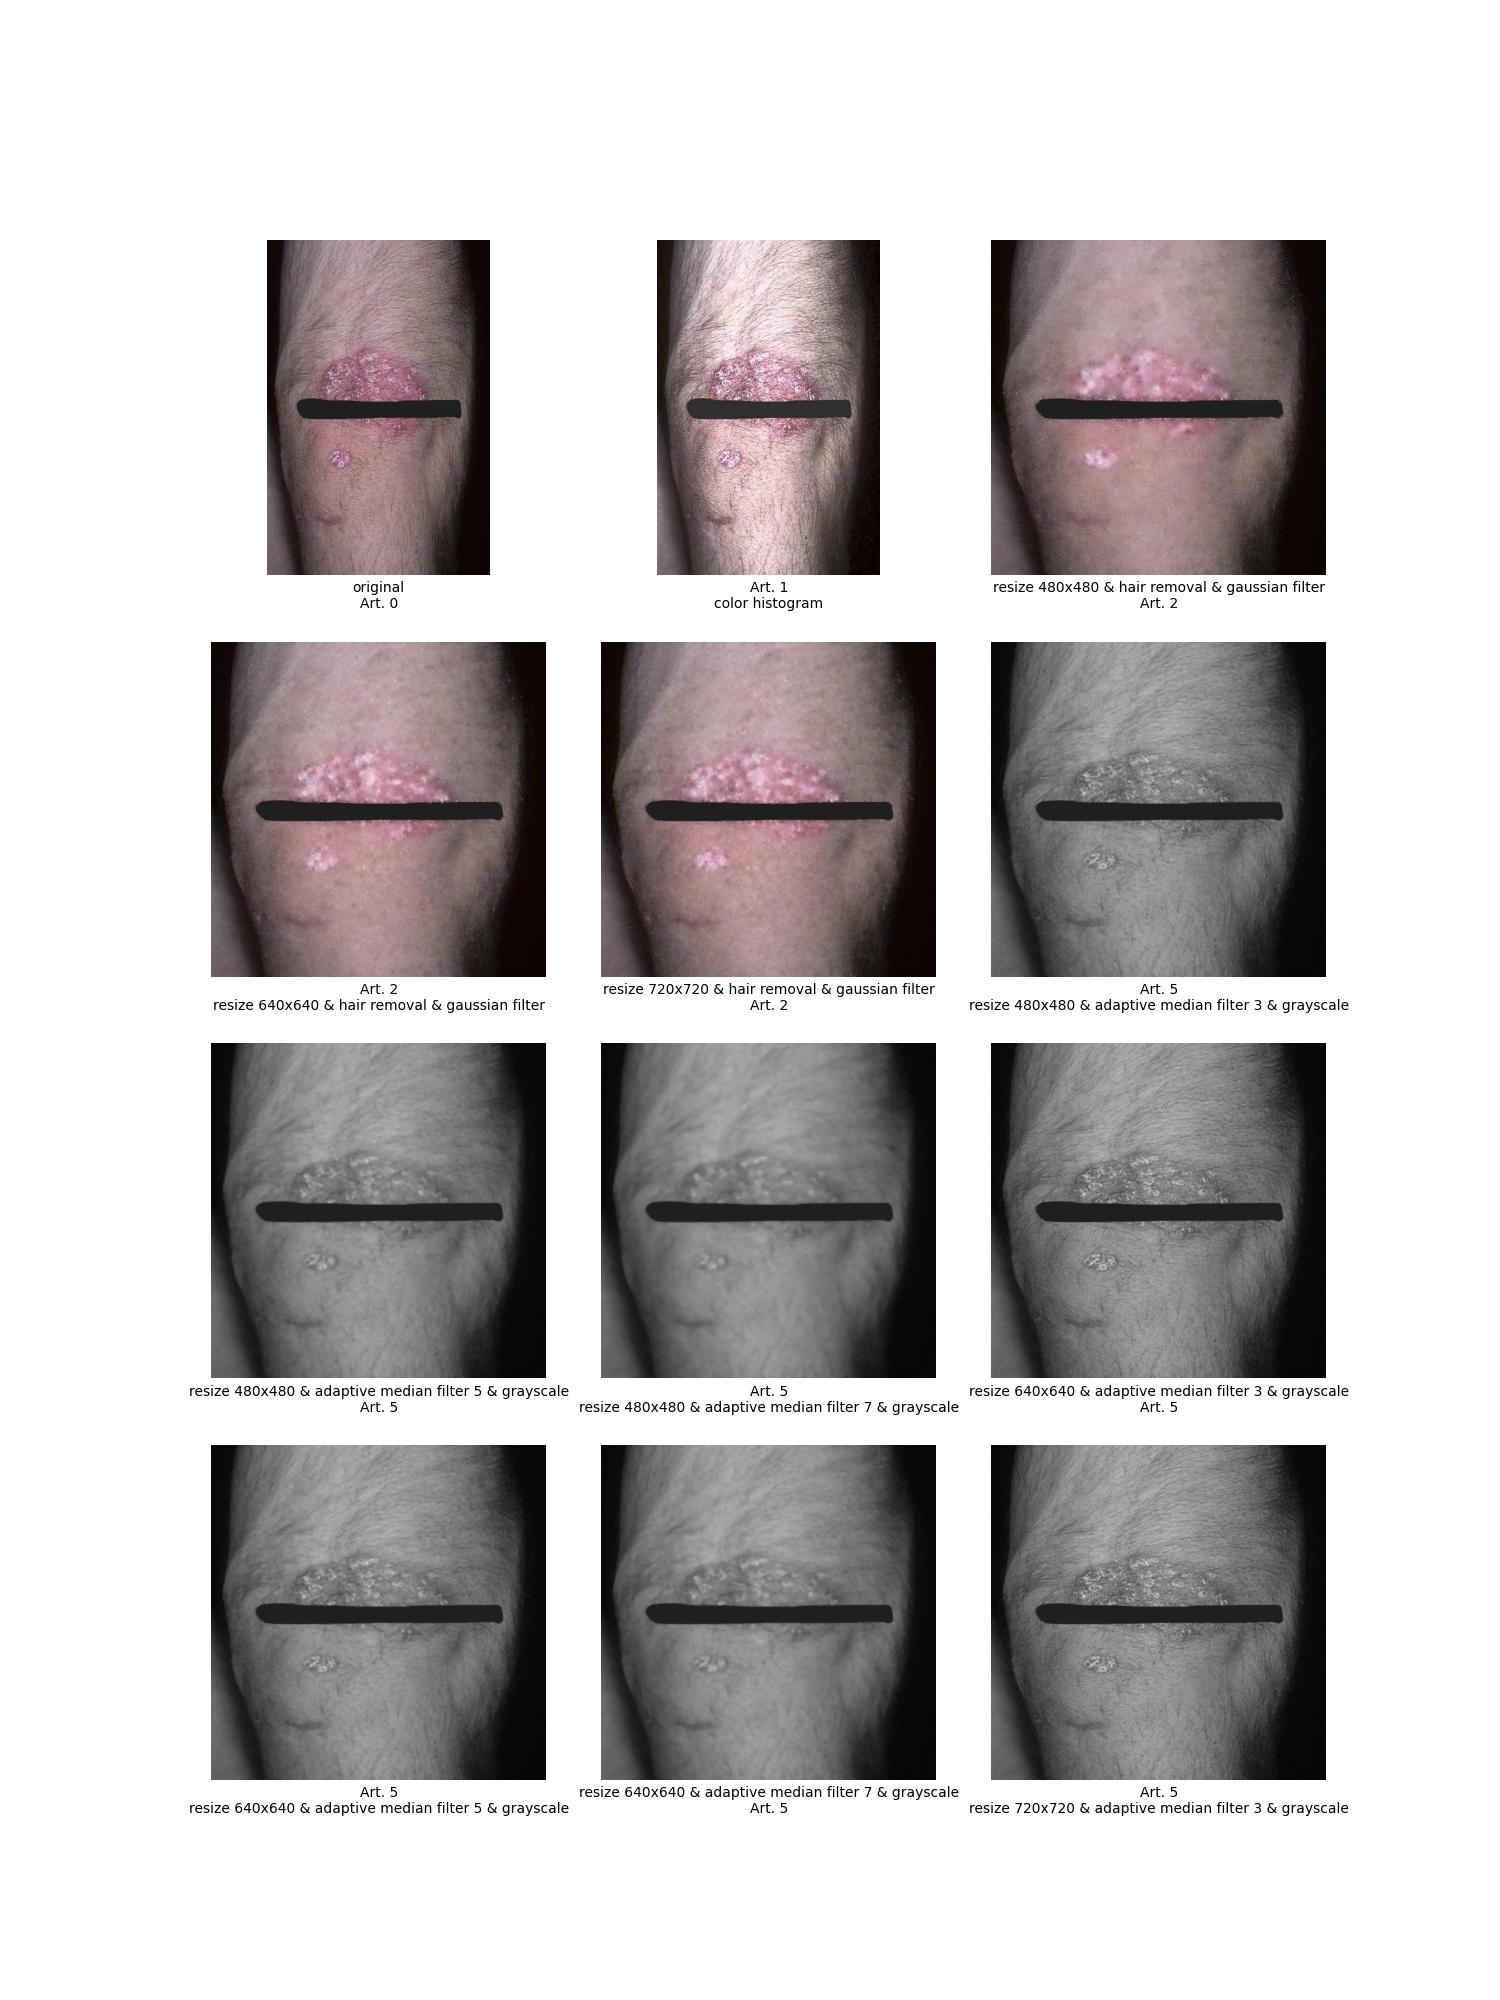 original
Art. 0
Art. 1
color histogram
resize 480x480 & hair removal & gaussian filter
Art. 2
Art. 2
resize 640x640 & hair removal & gaussian filter
resize 720x720 & hair removal & gaussian filter
Art. 2
Art. 5
resize 480x480 & adaptive median filter 3 & grayscale
resize 480x480 & adaptive median filter 5 & grayscale
Art. 5
Art. 5
resize 480x480 & adaptive median filter 7 & grayscale
resize 640x640 & adaptive median filter 3 & grayscale
Art. 5
Art. 5
resize 640x640 & adaptive median filter 5 & grayscale
resize 640x640 & adaptive median filter 7 & grayscale
Art. 5
Art. 5
resize 720x720 & adaptive median filter 3 & grayscale